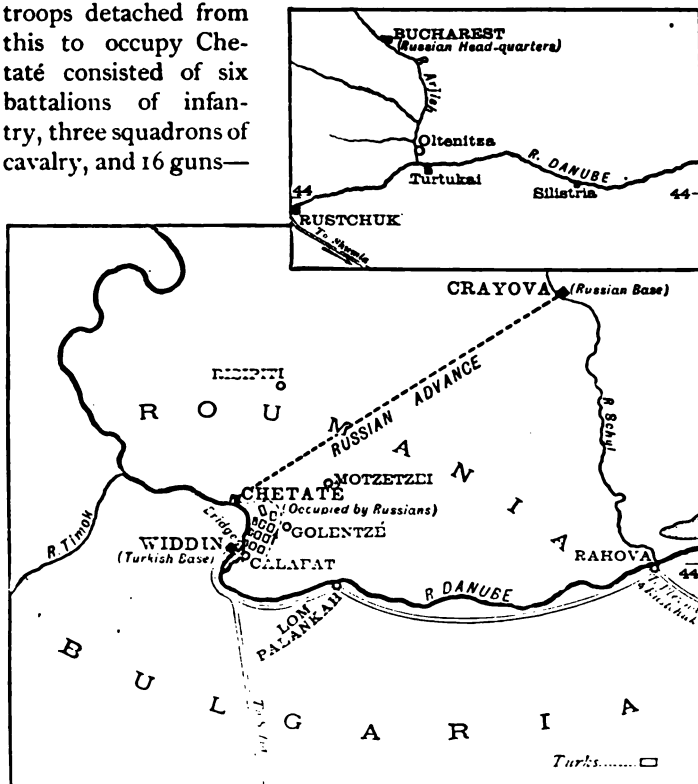 troops detached from
this to occupy Che-
taté consisted of six
battalions of infan-
try, three squadrons of
cavalry, and 16 guns—
BUCHAREST
(Russian Head-quarters)
R. Arjish
Oltenitza
R. DANUBE
Turtukai
Silistria
44
44
RUSTCHUK
To Shumla
CRAYOVA (Russian Base)
RUSSIAN ADVANCE
R. Schyl
ROUMANIA
MOTZETZEI
CHETATÉ
(Occupied by Russians)
GOLENTZÉ
Bridge
R. Timok
WIDDIN
(Turkish Base)
CALAFAT
RAHOVA
44
R. DANUBE
LOM
PALANKAH
BULGARIA
Turks